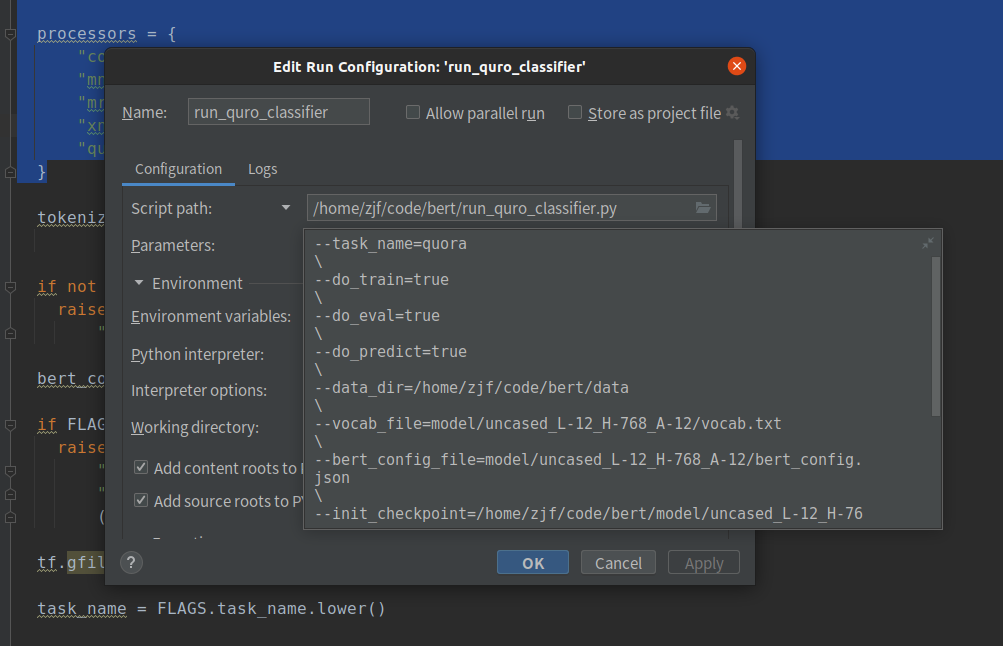 processors = {
Edit Run Configuration: 'run_quro_classifier'
Name: run_quro_classifier Allow parallel run Store as project file
"co
"mn
"mr
"xn
"qu
}
Configuration Logs
Script path: /home/zjf/code/bert/run_quro_classifier.py
tokeniz
Parameters:
--task_name=quora
\
--do_train=true
\
--do_eval=true
\
--do_predict=true
\
--data_dir=/home/zjf/code/bert/data
\
--vocab_file=model/uncased_L-12_H-768_A-12/vocab.txt
\
--bert_config_file=model/uncased_L-12_H-768_A-12/bert_config.
json
\
--init_checkpoint=/home/zjf/code/bert/model/uncased_L-12_H-76
Environment
Environment variables:
Python interpreter:
Interpreter options:
Working directory:
Add content roots to
Add source roots to PY
if not
raise
"
bert_co
if FLAG
raise
"
"
(
? OK Cancel Apply
tf.gfil
task_name = FLAGS.task_name.lower()